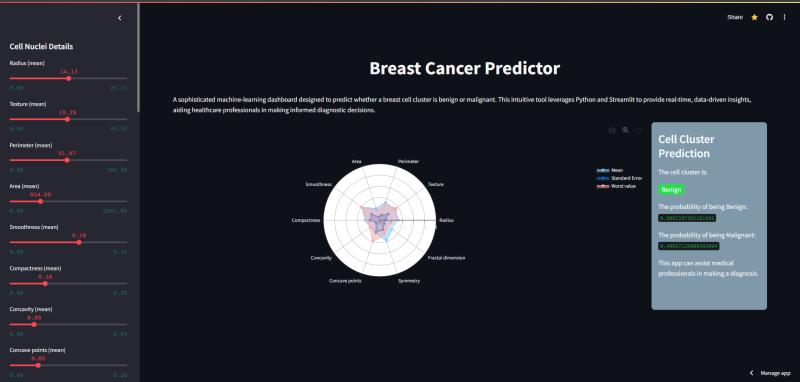 Share
Cell Nuclei Details
Radius (mean)
14.13
0.00 28.11
Texture (mean)
19.29
0.00 39.28
Perimeter (mean)
91.97
0.00 188.50
Area (mean)
654.89
0.00 2501.00
Smoothness (mean)
0.10
0.00 0.16
Compactness (mean)
0.10
0.00 0.35
Concavity (mean)
0.09
0.00 0.43
Concave points (mean)
0.05
0.00 0.20
Breast Cancer Predictor
A sophisticated machine-learning dashboard designed to predict whether a breast cell cluster is benign or malignant. This intuitive tool leverages Python and Streamlit to provide real-time, data-driven insights,
aiding healthcare professionals in making informed diagnostic decisions.
Area
Perimeter
Smoothness
Texture
Compactness
Radius
Concavity
Fractal dimension
Concave points
Symmetry
Mean
Standard Error
Worst value
Cell Cluster
Prediction
The cell cluster is:
Benign
The probability of being Benign:
The probability of being Malignant:
This app can assist medical
professionals in making a diagnosis.
Manage app